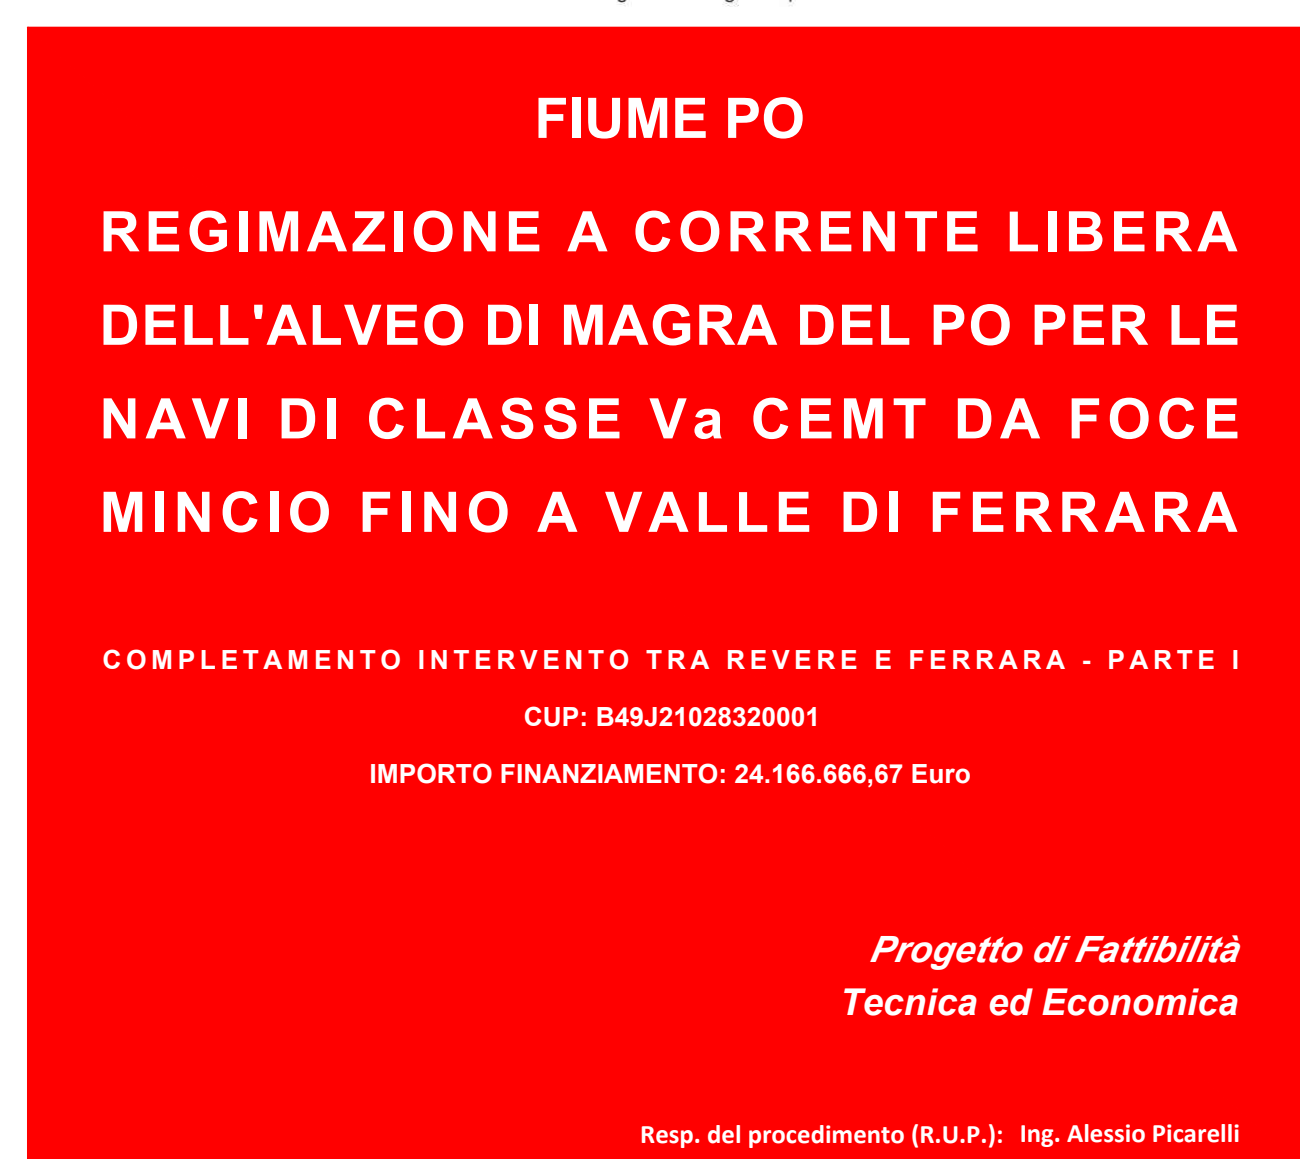 FIUME PO
REGIMAZIONE A CORRENTE LIBERA
DELL'ALVEO DI MAGRA DEL PO PER LE
NAVI DI CLASSE Va CEMT DA FOCE
MINCIO FINO A VALLE DI FERRARA
COMPLETAMENTO INTERVENTO TRA REVERE E FERRARA - PARTE I
CUP: B49J21028320001
IMPORTO FINANZIAMENTO: 24.166.666,67 Euro
Progetto di Fattibilità
Tecnica ed Economica
Resp. del procedimento (R.U.P.): Ing. Alessio Picarelli